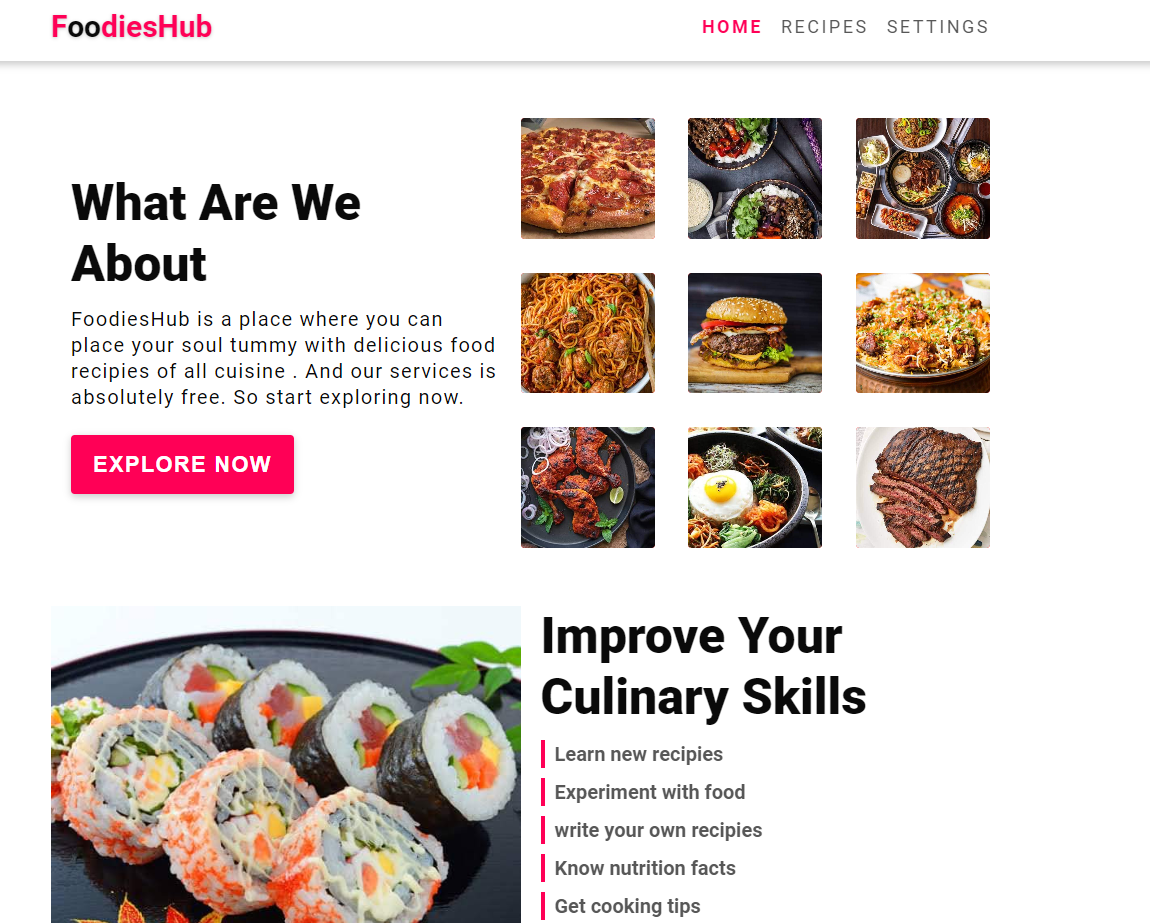 FoodiesHub
HOME RECIPES SETTINGS
What Are We
About
FoodiesHub is a place where you can
place your soul tummy with delicious food
recipies of all cuisine . And our services is
absolutely free. So start exploring now.
EXPLORE NOW
Improve Your
Culinary Skills
Learn new recipies
Experiment with food
write your own recipies
Know nutrition facts
Get cooking tips